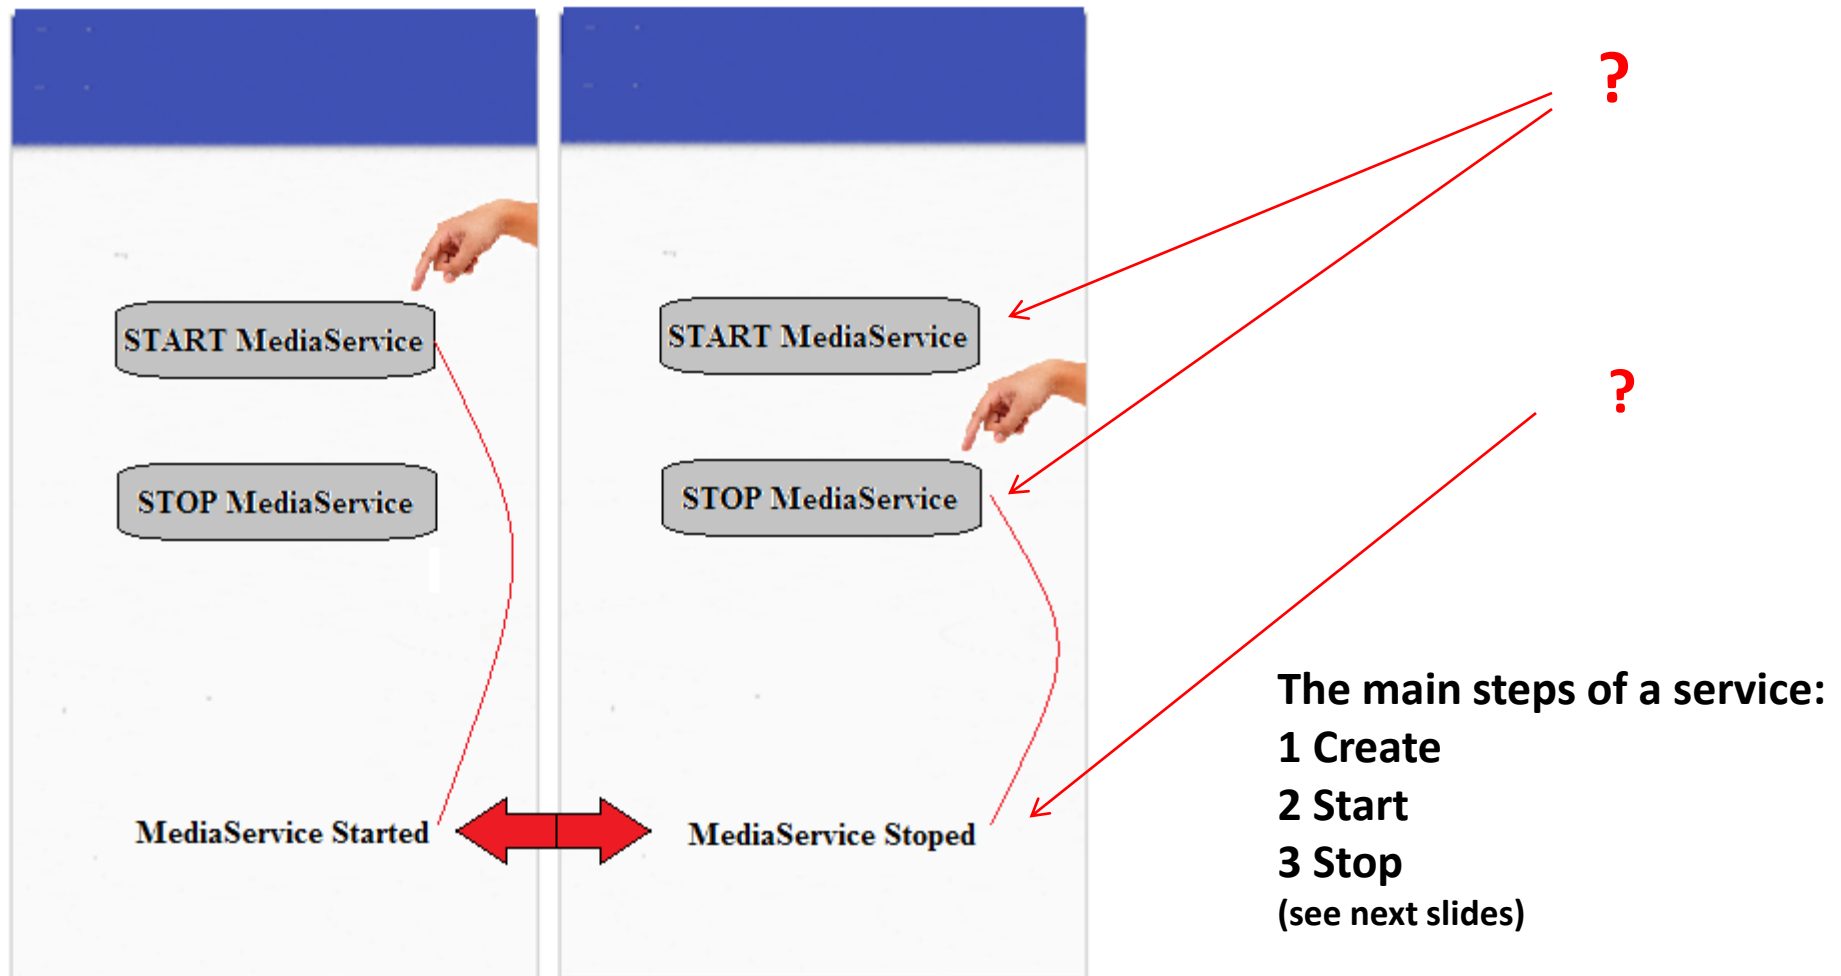 ?
START MediaService
START MediaService
?
STOP MediaService
STOP MediaService
The main steps of a service:
1 Create
2 Start
3 Stop
(see next slides)
MediaService Started
MediaService Stoped